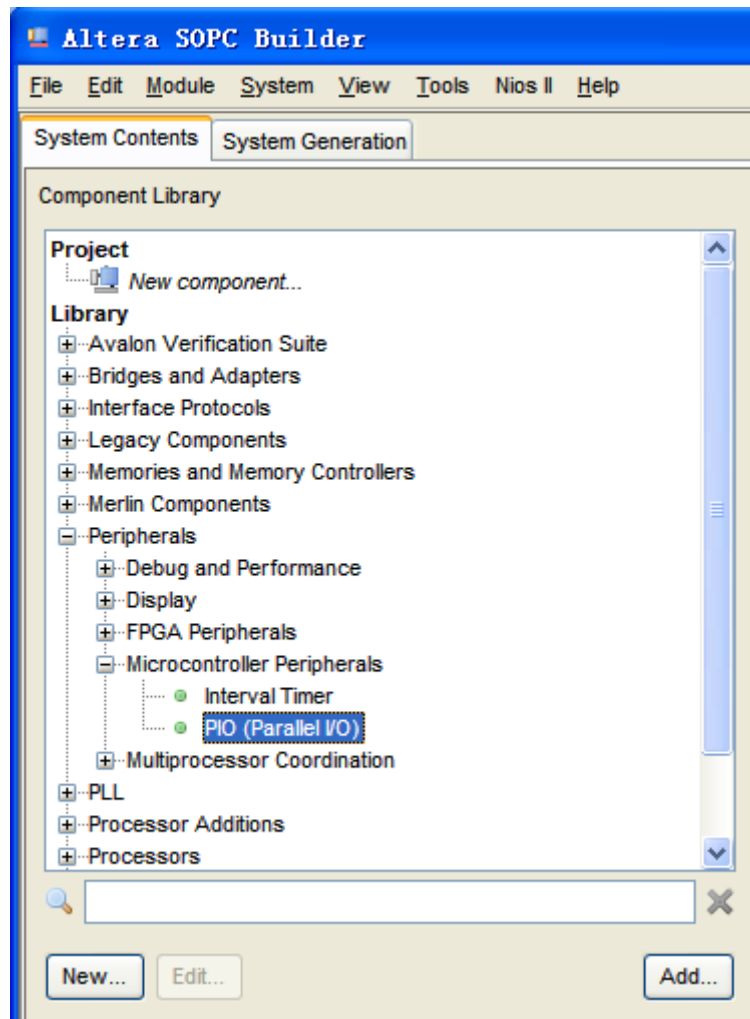 Altera SOPC Builder
File Edit Module System View Tools Nios II Help
System Contents System Generation
Component Library
Project
New component...
Library
Avalon Verification Suite
Bridges and Adapters
Interface Protocols
Legacy Components
Memories and Memory Controllers
Merlin Components
Peripherals
Debug and Performance
Display
FPGA Peripherals
Microcontroller Peripherals
Interval Timer
PIO (Parallel I/O)
Multiprocessor Coordination
PLL
Processor Additions
Processors
New... Edit... Add...